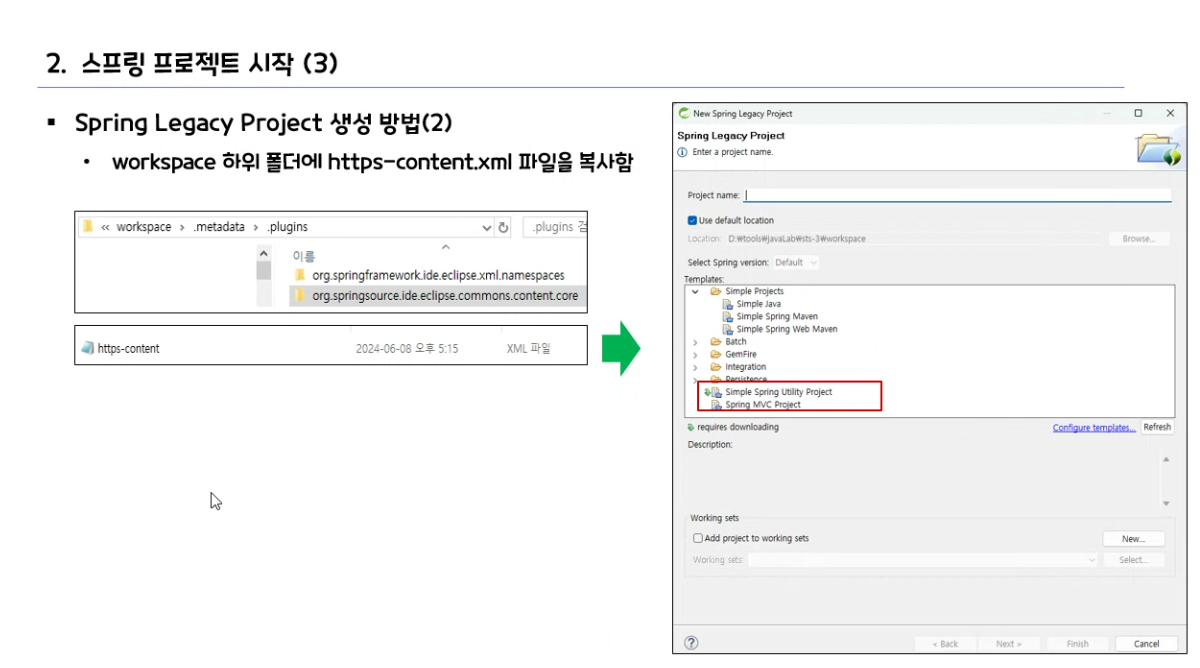 2. 스프링 프로젝트 시작 (3)
▪ Spring Legacy Project 생성 방법(2)
• workspace 하위 폴더에 https-content.xml 파일을 복사함
« workspace > .metadata > .plugins
.plugins 검
이름
org.springframework.ide.eclipse.xml.namespaces
org.springsource.ide.eclipse.commons.content.core
https-content 2024-06-08 오후 5:15 XML 파일
New Spring Legacy Project
Spring Legacy Project
Enter a project name.
Project name:
Use default location
Location: D:₩tools₩javaLab₩sts-3₩workspace Browse...
Select Spring version: Default
Templates:
Simple Projects
Simple Java
Simple Spring Maven
Simple Spring Web Maven
Batch
GemFire
Integration
Persistence
Simple Spring Utility Project
Spring MVC Project
requires downloading Configure templates... Refresh
Description:
Working sets
Add project to working sets New...
Working sets: Select...
? < Back Next > Finish Cancel